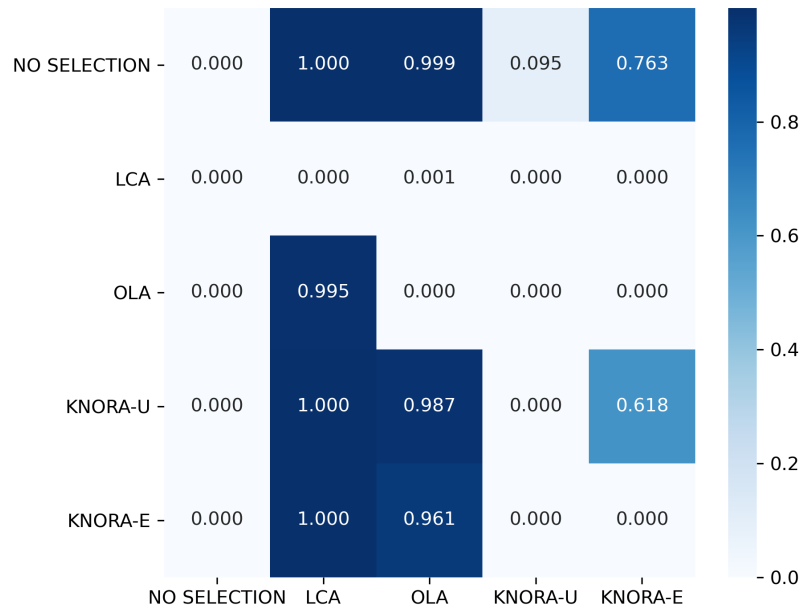 NO SELECTION 0.000 1.000 0.999 0.095 0.763
0.8
LCA 0.000 0.000 0.001 0.000 0.000
0.6
OLA 0.000 0.995 0.000 0.000 0.000
0.4
KNORA-U 0.000 1.000 0.987 0.000 0.618
0.2
KNORA-E 0.000 1.000 0.961 0.000 0.000
0.0
NO SELECTION LCA OLA KNORA-U KNORA-E